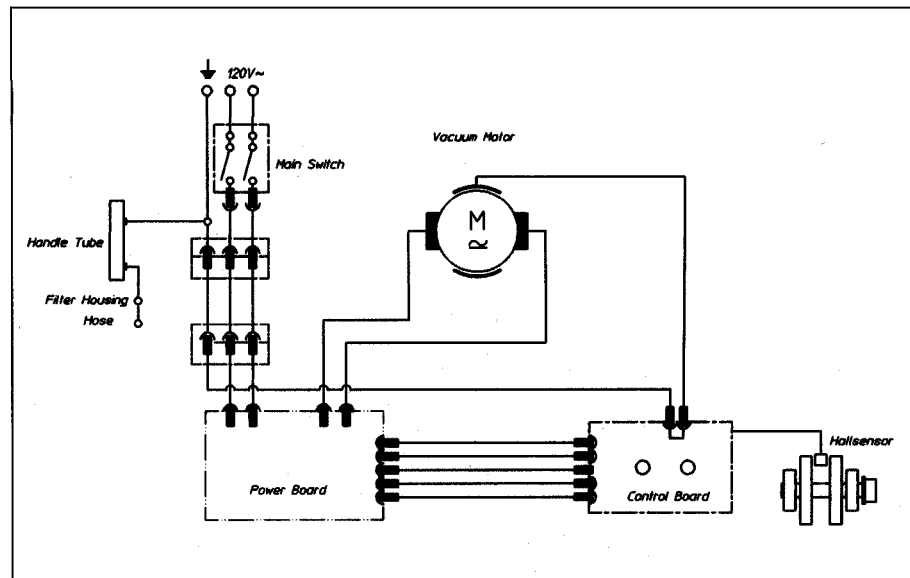 120V~
Vacuum Motor
Main Switch
M
Handle Tube
Filter Housing
Hose
Hallsensor
Power Board
Control Board